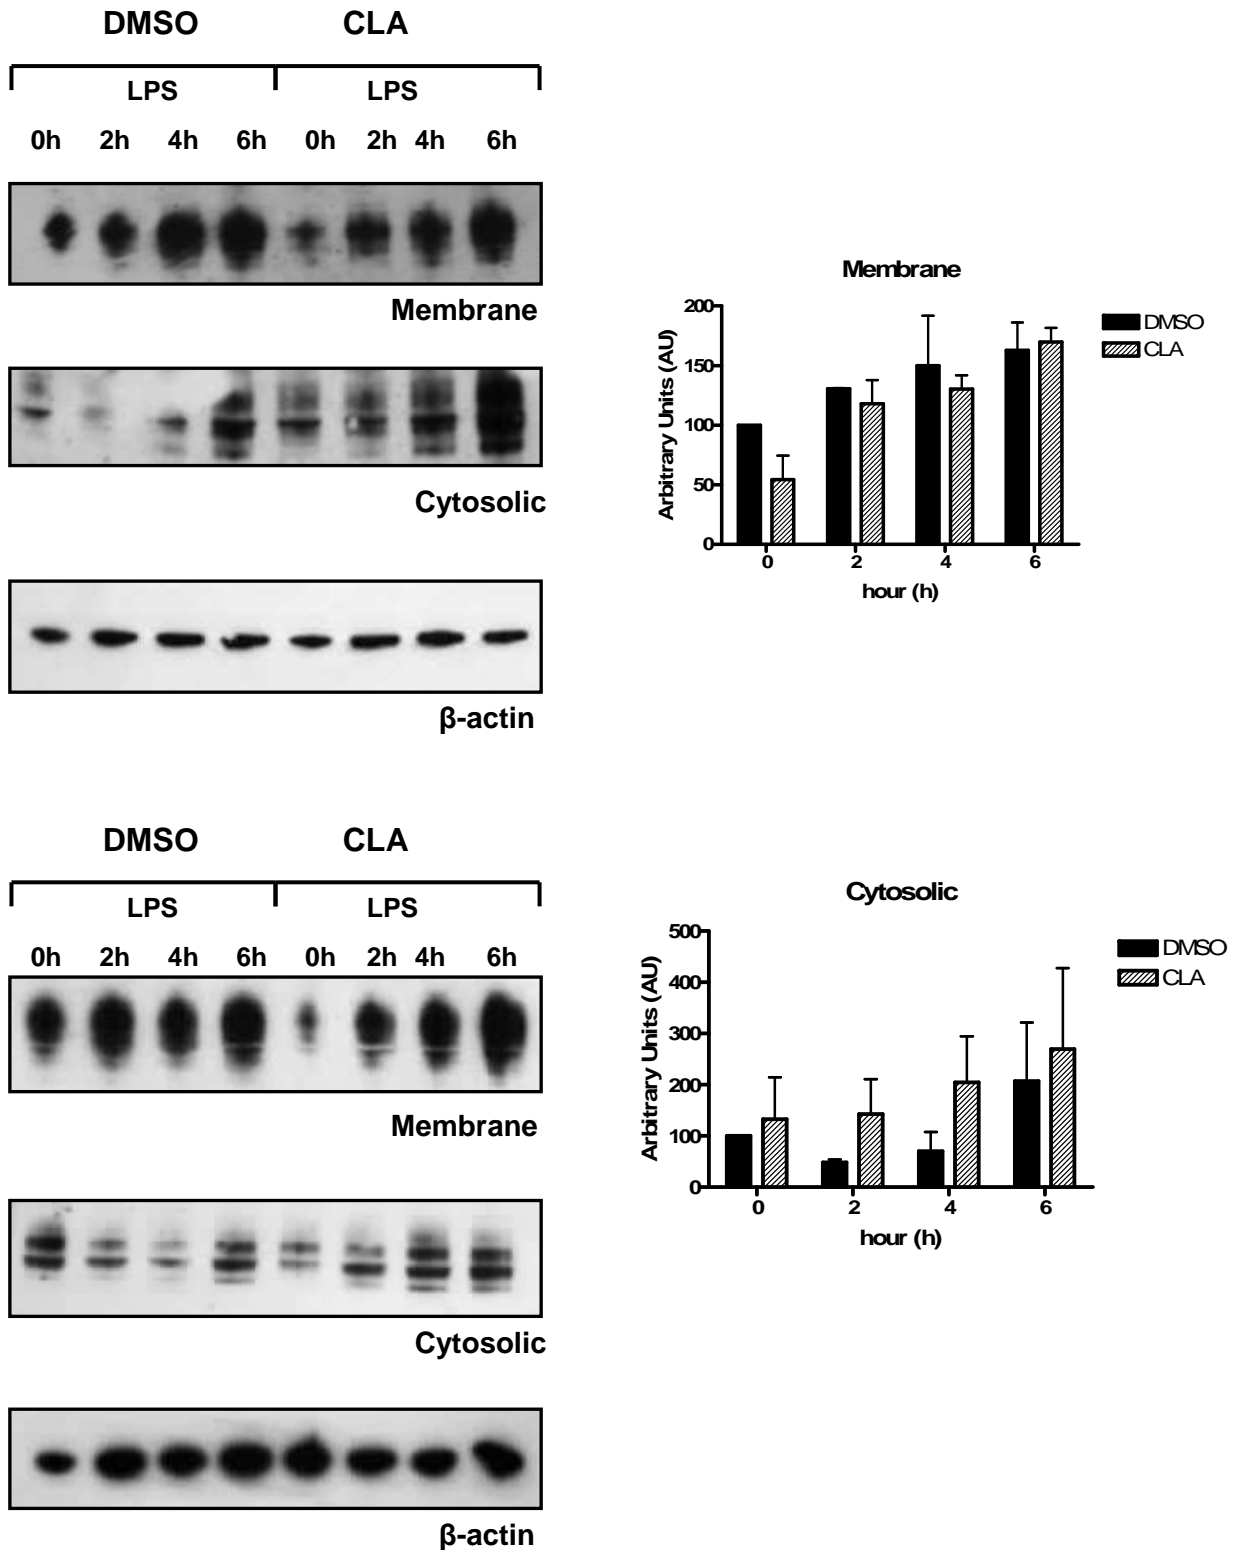 DMSO CLA
LPS LPS
0h 2h 4h 6h 0h 2h 4h 6h
Membrane
Cytosolic
β-actin
Membrane
Arbitrary Units (AU)
200
150
100
50
0
0 2 4 6
hour (h)
DMSO
CLA
DMSO CLA
LPS LPS
0h 2h 4h 6h 0h 2h 4h 6h
Membrane
Cytosolic
β-actin
Cytosolic
Arbitrary Units (AU)
500
400
300
200
100
0
0 2 4 6
hour (h)
DMSO
CLA